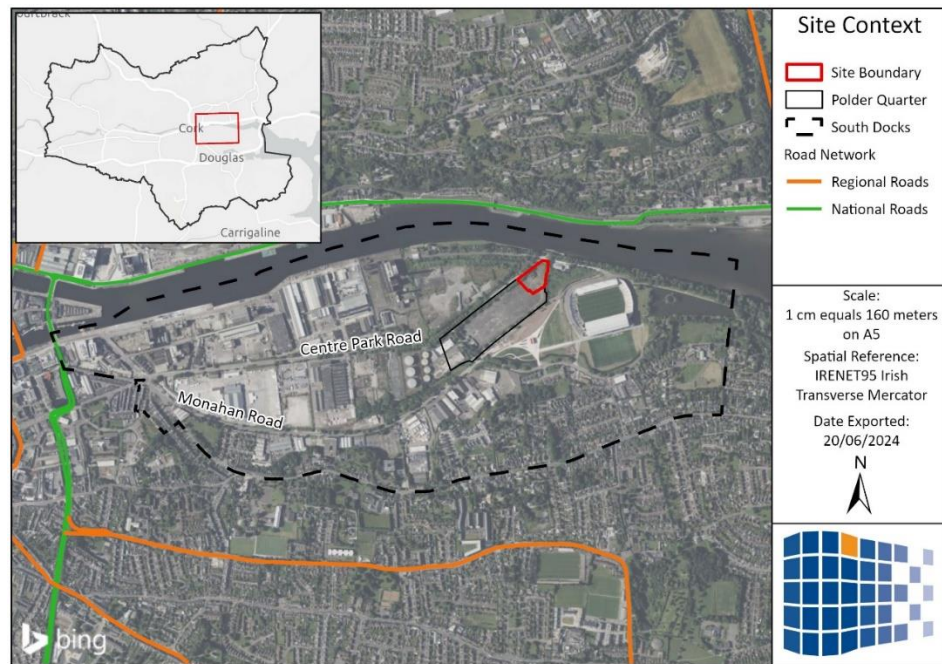 Cork
Douglas
Carrigaline
Centre Park Road
Monahan Road
bing
Site Context
Site Boundary
Polder Quarter
South Docks
Road Network
Regional Roads
National Roads
Scale:
1 cm equals 160 meters
on A5
Spatial Reference:
IRENET95 Irish
Transverse Mercator
Date Exported:
20/06/2024
N